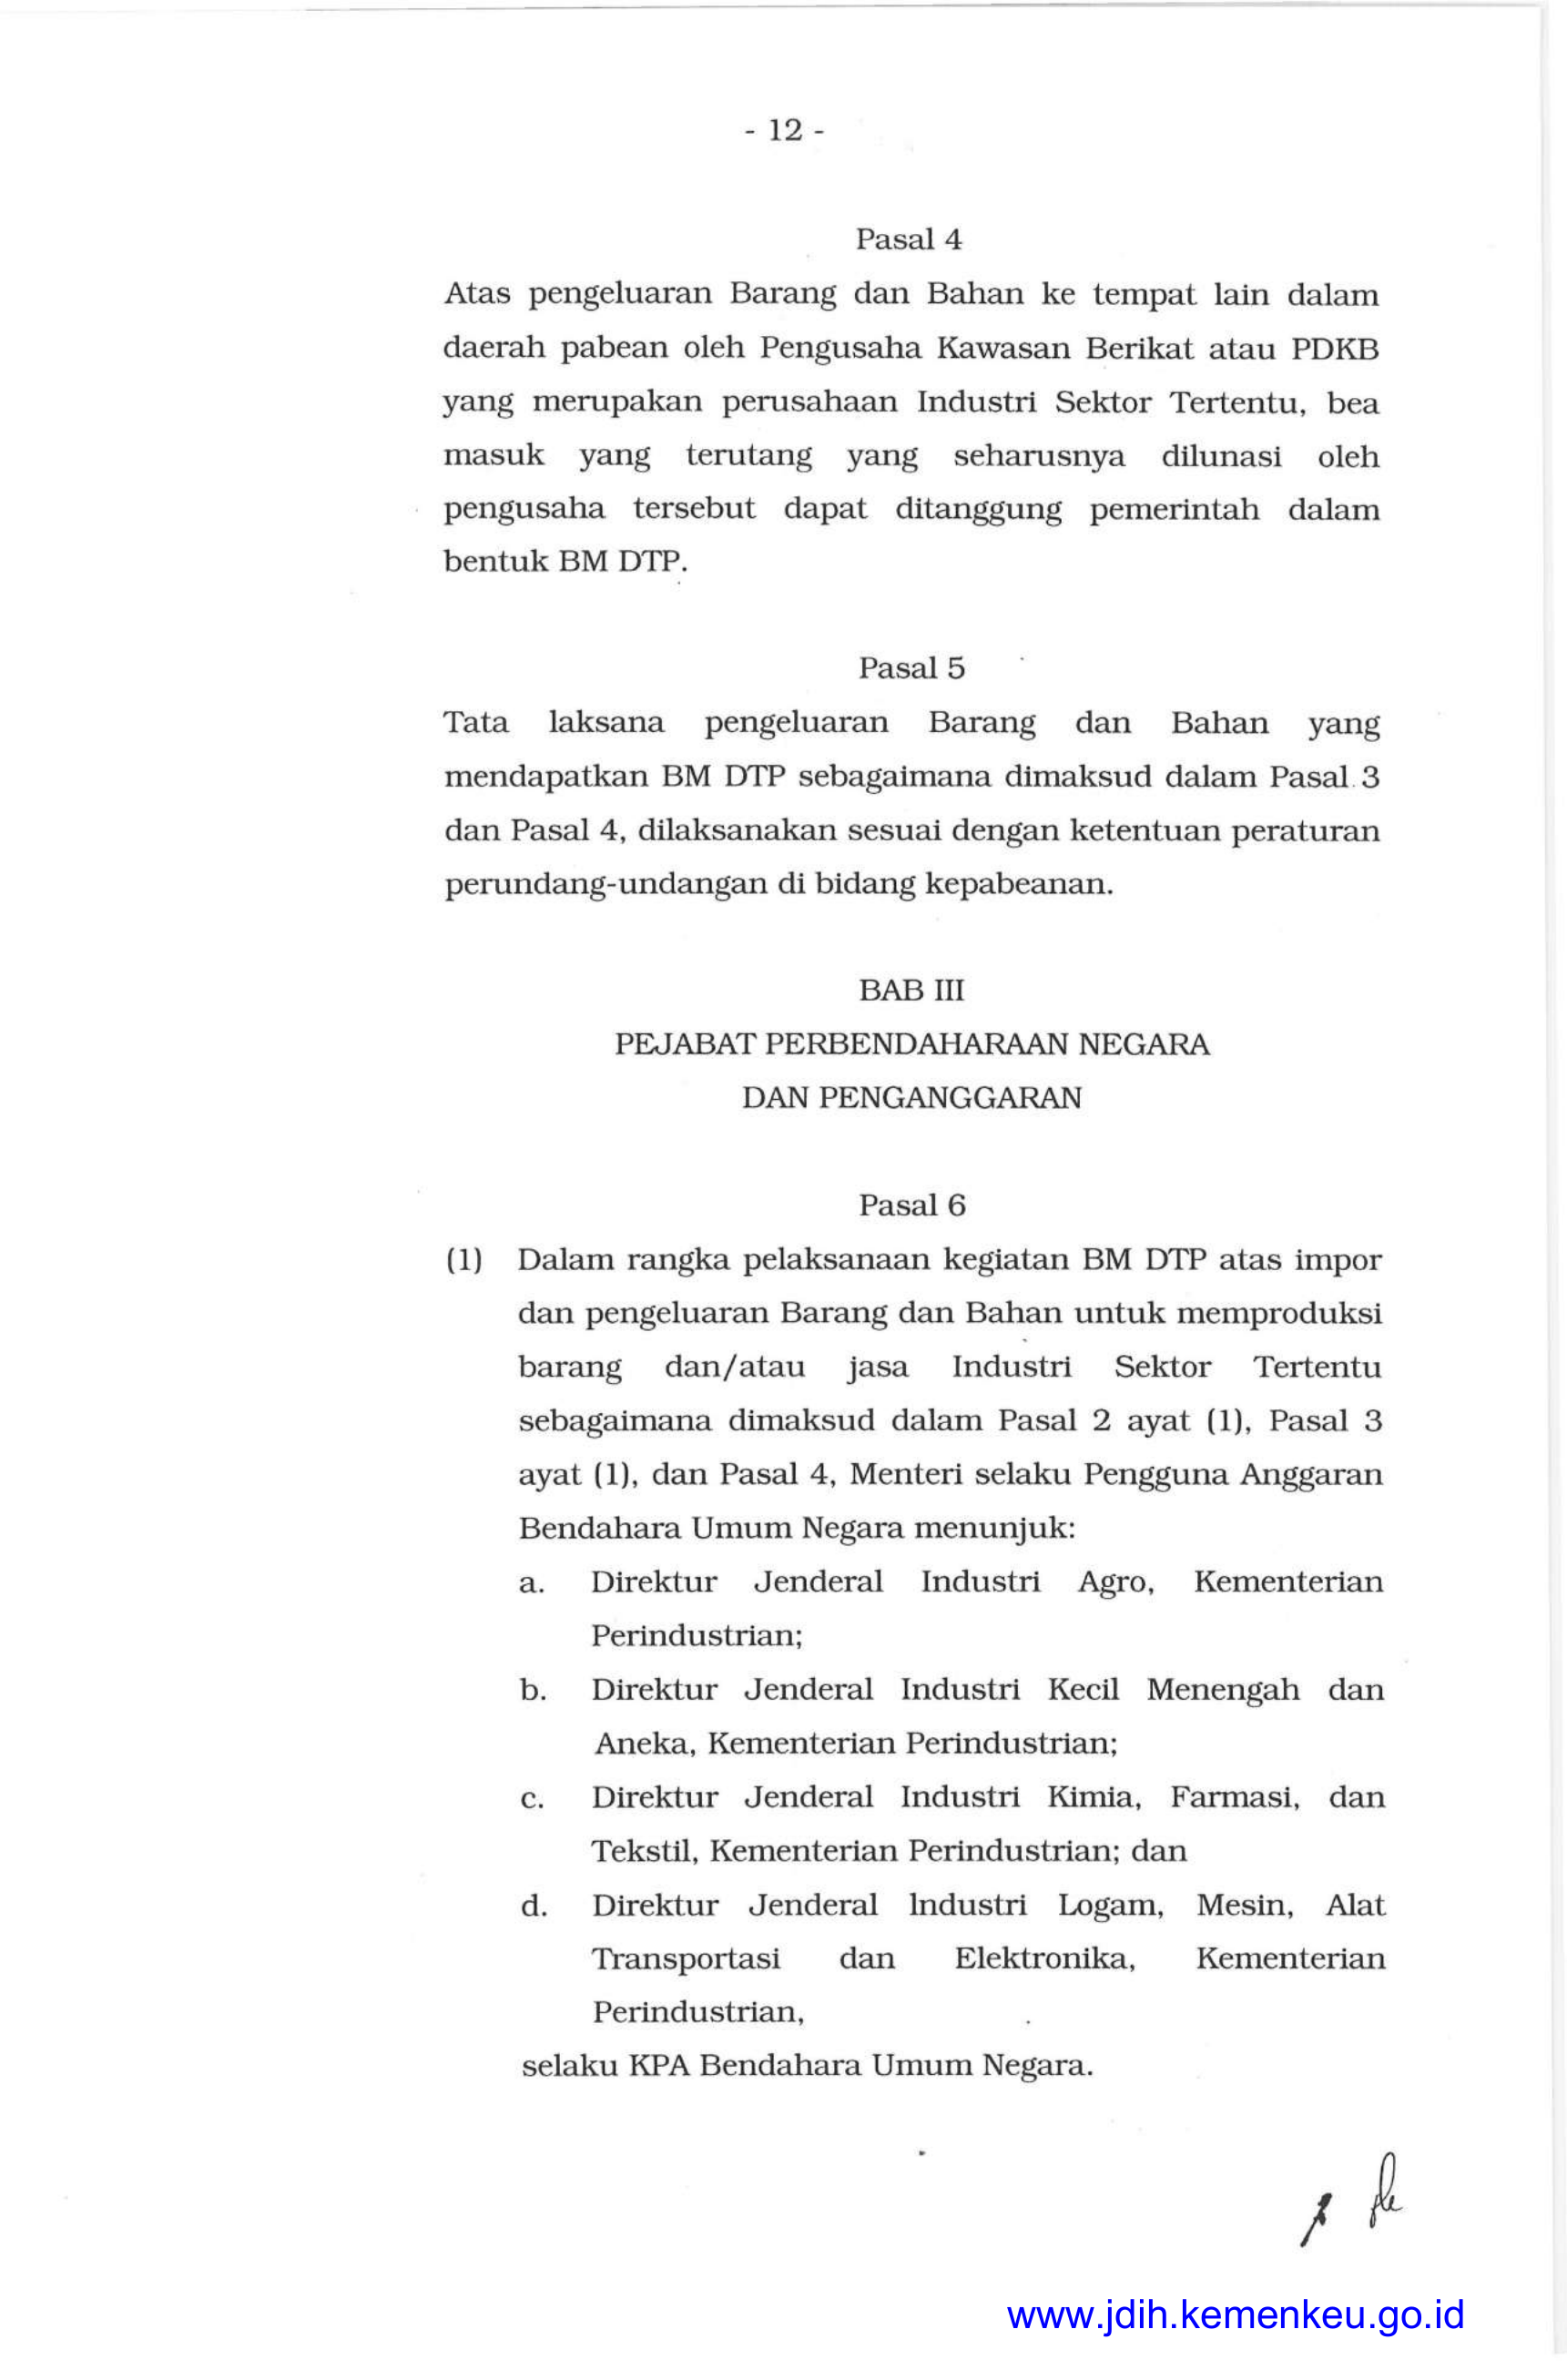 - 12 -
Pasal 4
Atas pengeluaran Barang dan Bahan ke tempat lain dalam
daerah pabean oleh Pengusaha Kawasan Berikat atau PDKB
yang merupakan perusahaan Industri Sektor Tertentu, bea
masuk yang terutang yang seharusnya dilunasi oleh
pengusaha tersebut dapat ditanggung pemerintah dalam
bentuk BM DTP.
Pasal 5
Tata laksana pengeluaran Barang dan Bahan yang
mendapatkan BM DTP sebagaimana dimaksud dalam Pasal 3
dan Pasal 4, dilaksanakan sesuai dengan ketentuan peraturan
perundang-undangan di bidang kepabeanan.
BAB III
PEJABAT PERBENDAHARAAN NEGARA
DAN PENGANGGARAN
Pasal 6
(1) Dalam rangka pelaksanaan kegiatan BM DTP atas impor
dan pengeluaran Barang dan Bahan untuk memproduksi
barang dan/atau jasa Industri Sektor Tertentu
sebagaimana dimaksud dalam Pasal 2 ayat (1), Pasal 3
ayat (1), dan Pasal 4, Menteri selaku Pengguna Anggaran
Bendahara Umum Negara menunjuk:
a. Direktur Jenderal Industri Agro, Kementerian
Perindustrian;
b. Direktur Jenderal Industri Kecil Menengah dan
Aneka, Kementerian Perindustrian;
c. Direktur Jenderal Industri Kimia, Farmasi, dan
Tekstil, Kementerian Perindustrian; dan
d. Direktur Jenderal Industri Logam, Mesin, Alat
Transportasi dan Elektronika, Kementerian
Perindustrian,
selaku KPA Bendahara Umum Negara.
www.jdih.kemenkeu.go.id